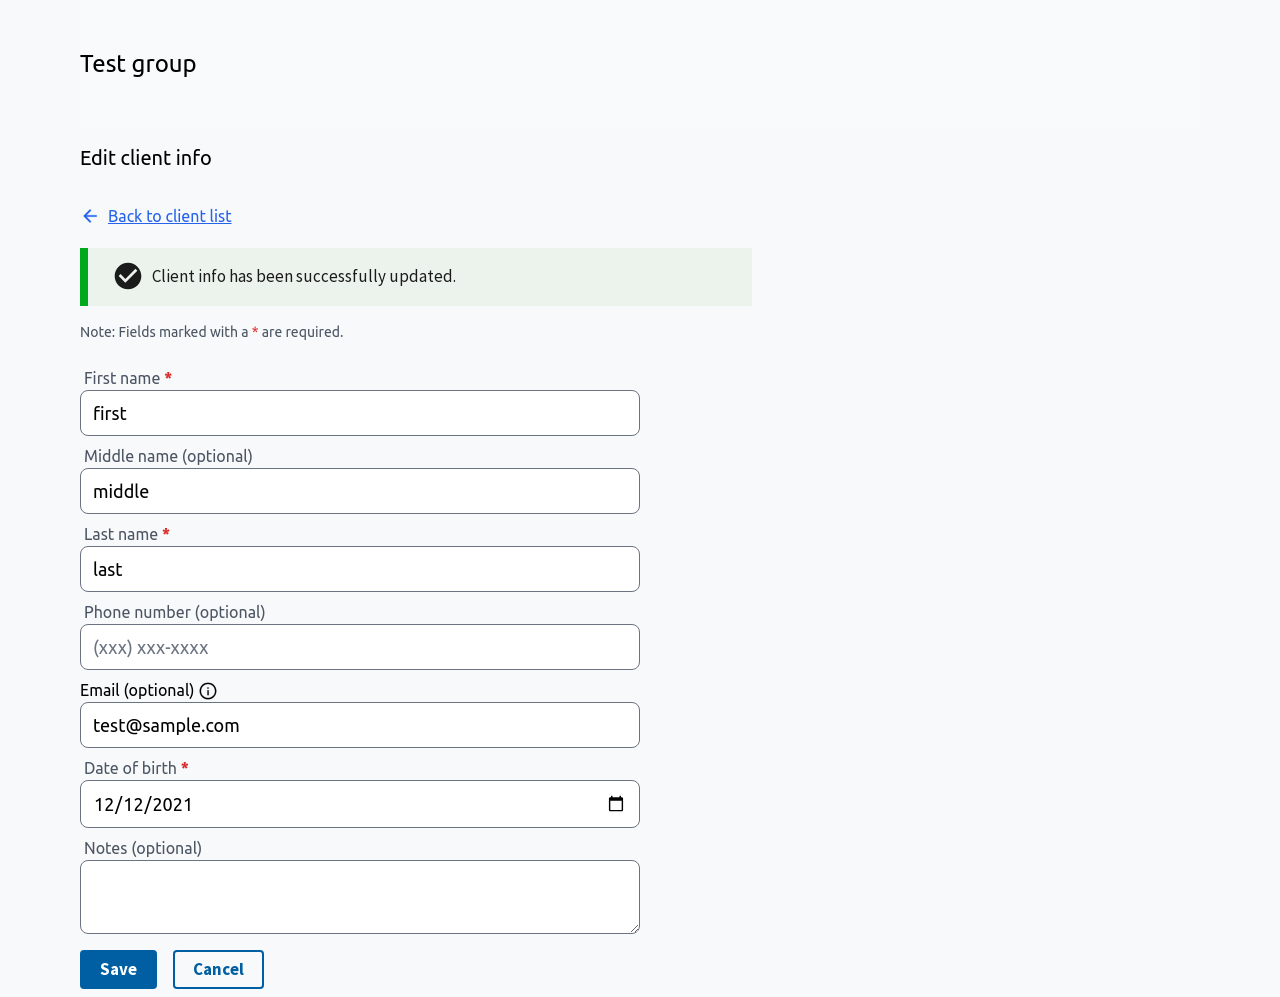 Test group
Edit client info
Back to client list
Client info has been successfully updated.
Note: Fields marked with a * are required.
First name *
first
Middle name (optional)
middle
Last name *
last
Phone number (optional)
(xxx) xxx-xxxx
Email (optional)
test@sample.com
Date of birth *
12/12/2021
Notes (optional)
Save Cancel